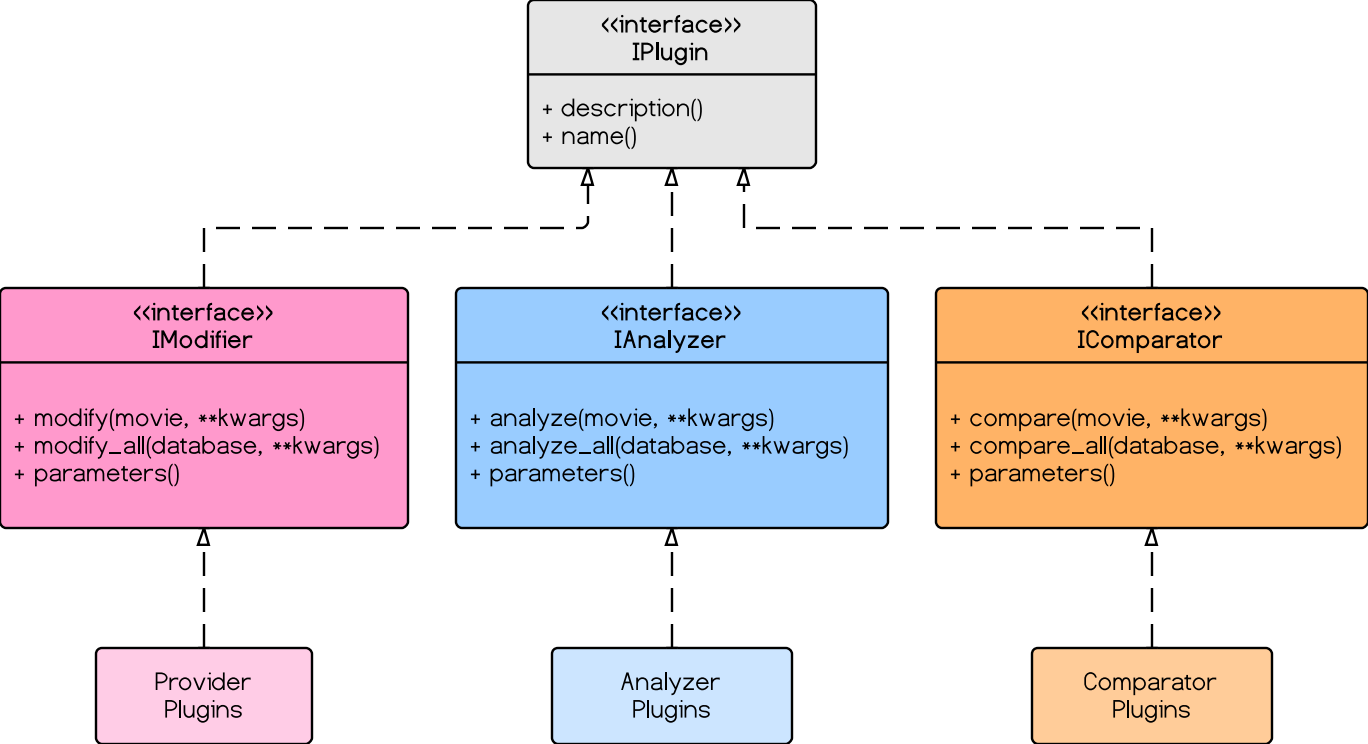 <<interface>>
IPlugin
+ description()
+ name()
<<interface>>
IModifier
+ modify(movie, **kwargs)
+ modify_all(database, **kwargs)
+ parameters()
<<interface>>
IAnalyzer
+ analyze(movie, **kwargs)
+ analyze_all(database, **kwargs)
+ parameters()
<<interface>>
IComparator
+ compare(movie, **kwargs)
+ compare_all(database, **kwargs)
+ parameters()
Provider
Plugins
Analyzer
Plugins
Comparator
Plugins